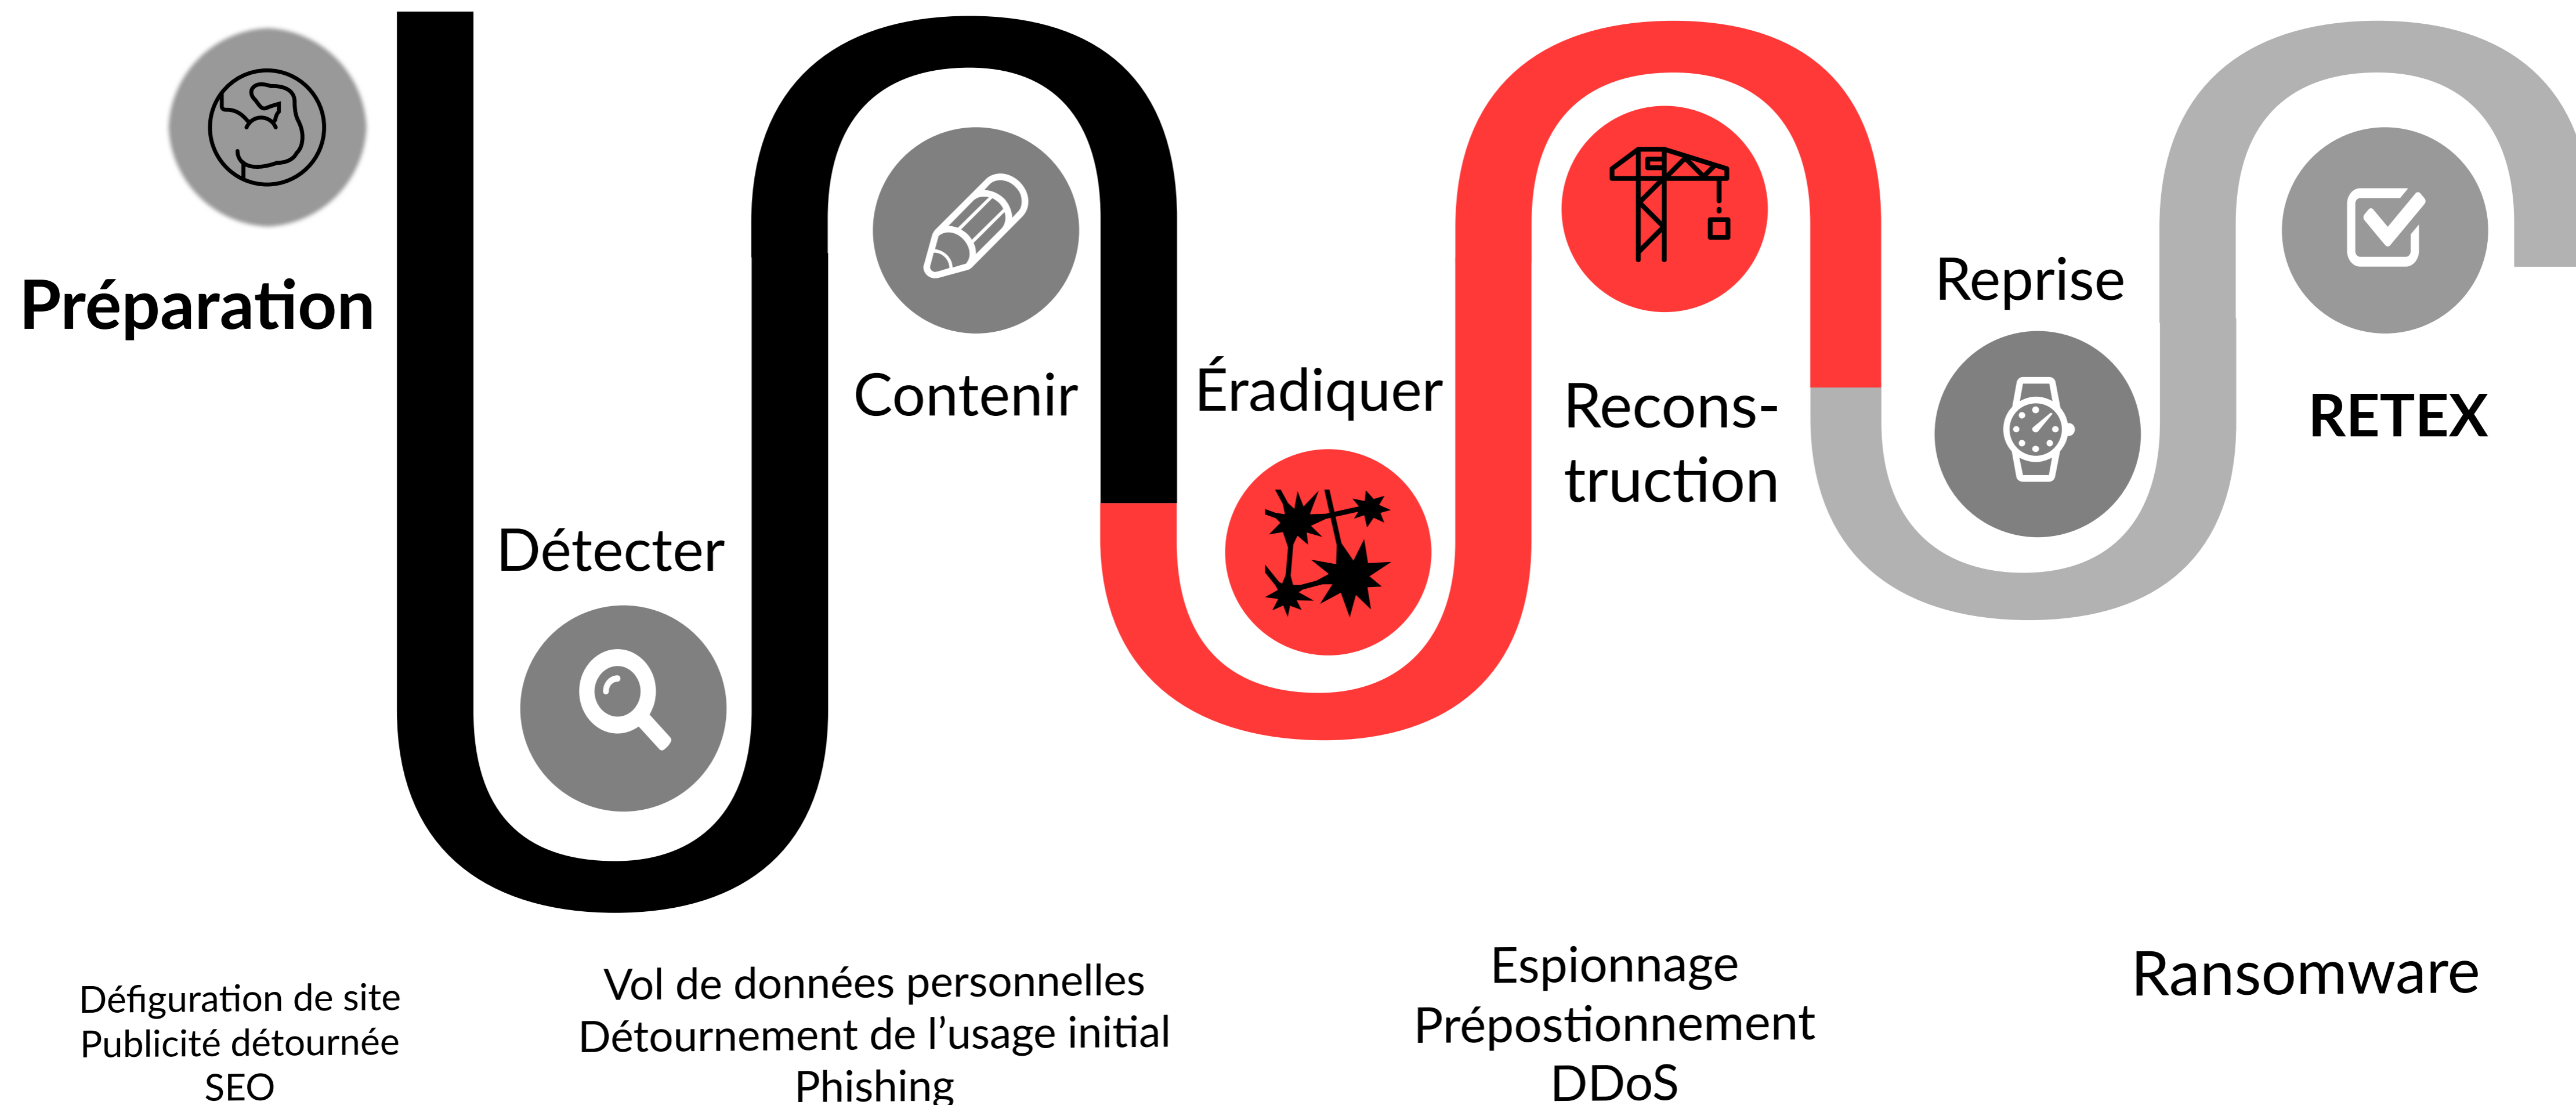 Préparation
Détecter
Contenir
Éradiquer
Recons-
truction
Reprise
RETEX
Défiguration de site
Publicité détournée
SEO
Vol de données personnelles
Détournement de l’usage initial
Phishing
Espionnage
Prépostionnement
DDoS
Ransomware